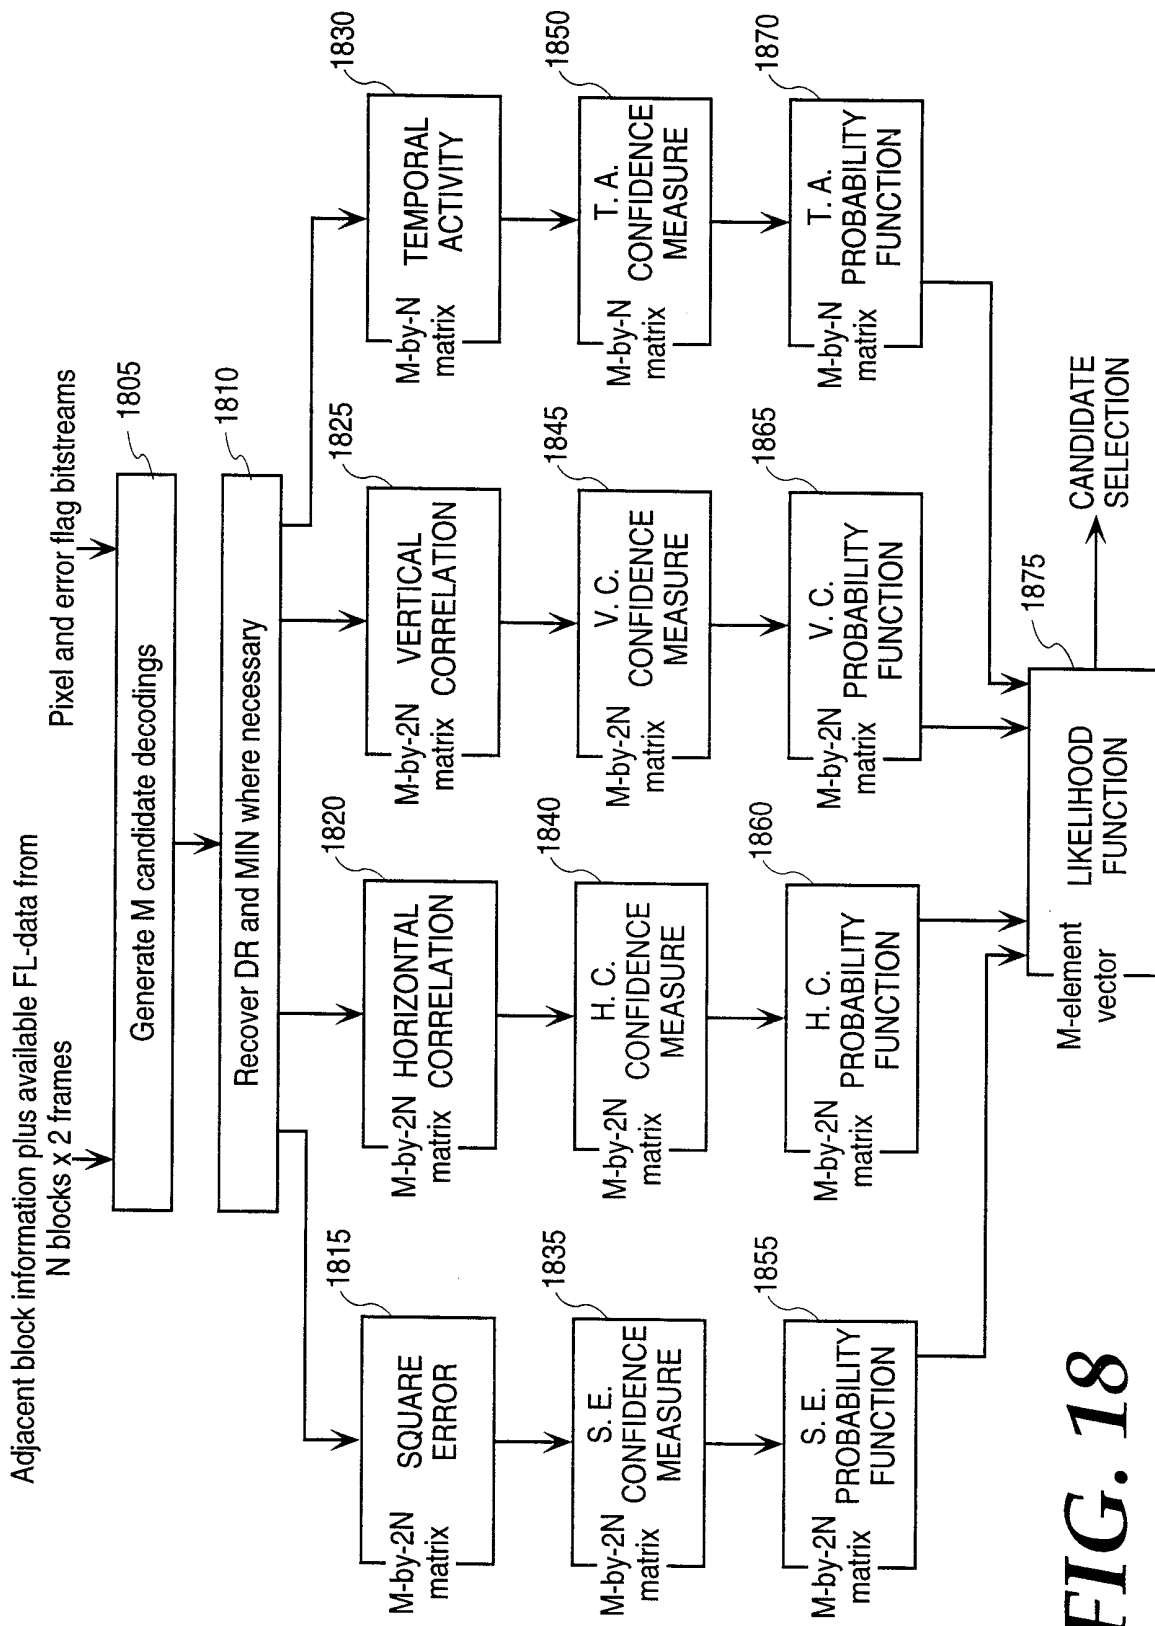 Adjacent block information plus available FL-data from
N blocks x 2 frames
Pixel and error flag bitstreams
1805
Generate M candidate decodings
1810
Recover DR and MIN where necessary
1815
SQUARE
ERROR
M-by-2N
matrix
1820
HORIZONTAL
CORRELATION
M-by-2N
matrix
1825
VERTICAL
CORRELATION
M-by-2N
matrix
1830
TEMPORAL
ACTIVITY
M-by-N
matrix
1835
S. E.
CONFIDENCE
MEASURE
M-by-2N
matrix
1840
H. C.
CONFIDENCE
MEASURE
M-by-2N
matrix
1845
V. C.
CONFIDENCE
MEASURE
M-by-2N
matrix
1850
T. A.
CONFIDENCE
MEASURE
M-by-N
matrix
1855
S. E.
PROBABILITY
FUNCTION
M-by-2N
matrix
1860
H. C.
PROBABILITY
FUNCTION
M-by-2N
matrix
1865
V. C.
PROBABILITY
FUNCTION
M-by-2N
matrix
1870
T. A.
PROBABILITY
FUNCTION
M-by-N
matrix
1875
LIKELIHOOD
FUNCTION
M-element
vector
CANDIDATE
SELECTION
FIG. 18